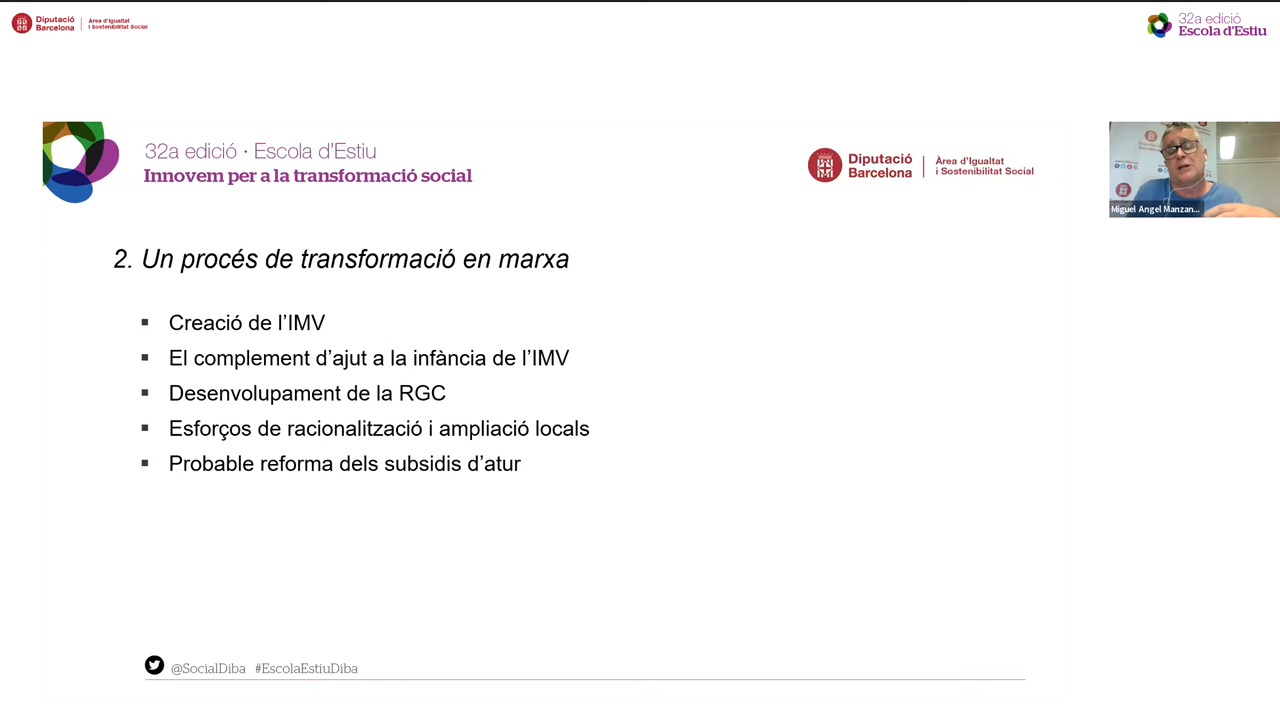 Diputació
Barcelona
Àrea d'Igualtat
i Sostenibilitat Social
32a edició
Escola d'Estiu
32a edició · Escola d'Estiu
Innovem per a la transformació social
Diputació
Barcelona
Àrea d'Igualtat
i Sostenibilitat Social
Miguel Angel Manzan...
2. Un procés de transformació en marxa
▪ Creació de l'IMV
▪ El complement d'ajut a la infància de l'IMV
▪ Desenvolupament de la RGC
▪ Esforços de racionalització i ampliació locals
▪ Probable reforma dels subsidis d'atur
@SocialDiba #EscolaEstiuDiba